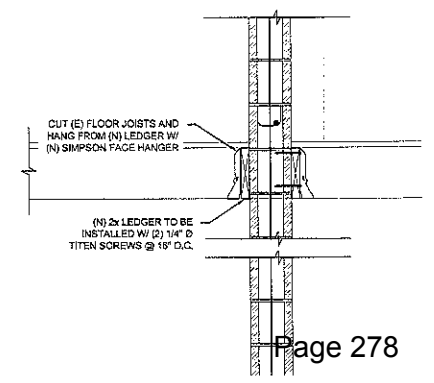 CUT (E) FLOOR JOISTS AND
HANG FROM (N) LEDGER W/
(N) SIMPSON FACE HANGER
(N) 2x LEDGER TO BE
INSTALLED W/ (2) 1/4" Ø
TITEN SCREWS @ 16" O.C.
Page 278